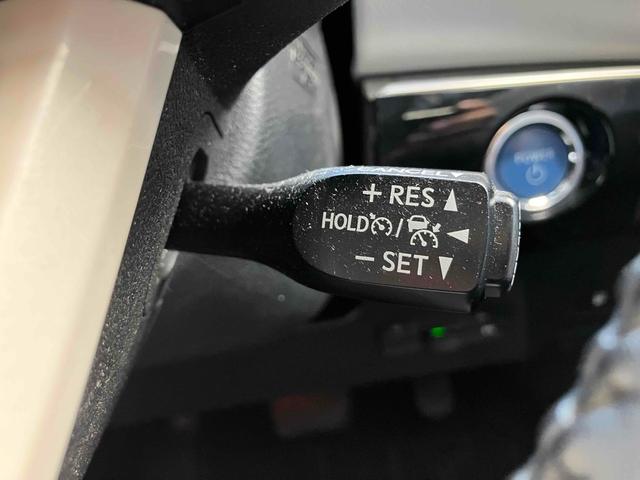 + RES
HOLD /
− SET
POWER